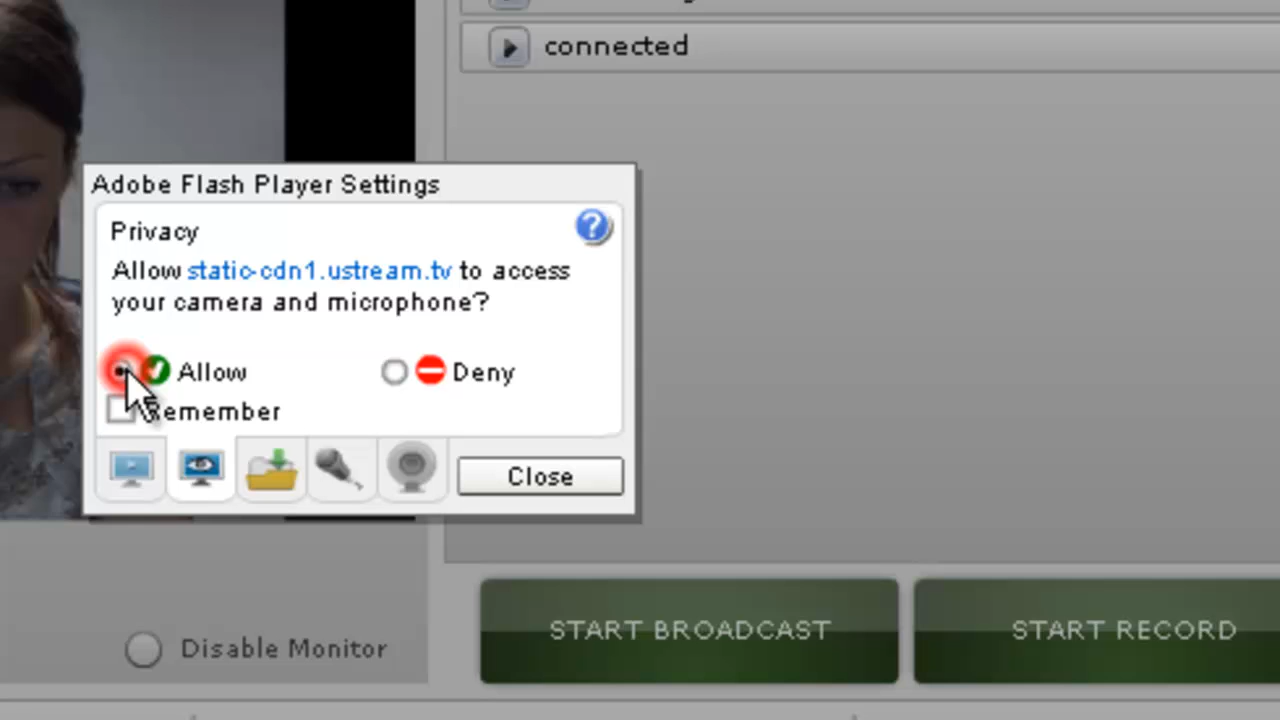 connected
Adobe Flash Player Settings
Privacy
Allow static-cdn1.ustream.tv to access
your camera and microphone?
Allow
Deny
Remember
Close
START BROADCAST
START RECORD
Disable Monitor